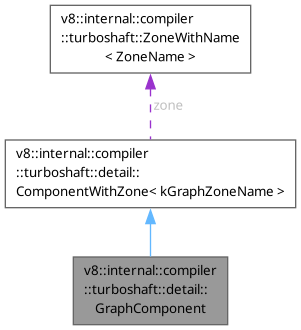 v8::internal::compiler
::turboshaft::ZoneWithName
< ZoneName >
zone
v8::internal::compiler
::turboshaft::detail::
ComponentWithZone< kGraphZoneName >
v8::internal::compiler
::turboshaft::detail::
GraphComponent